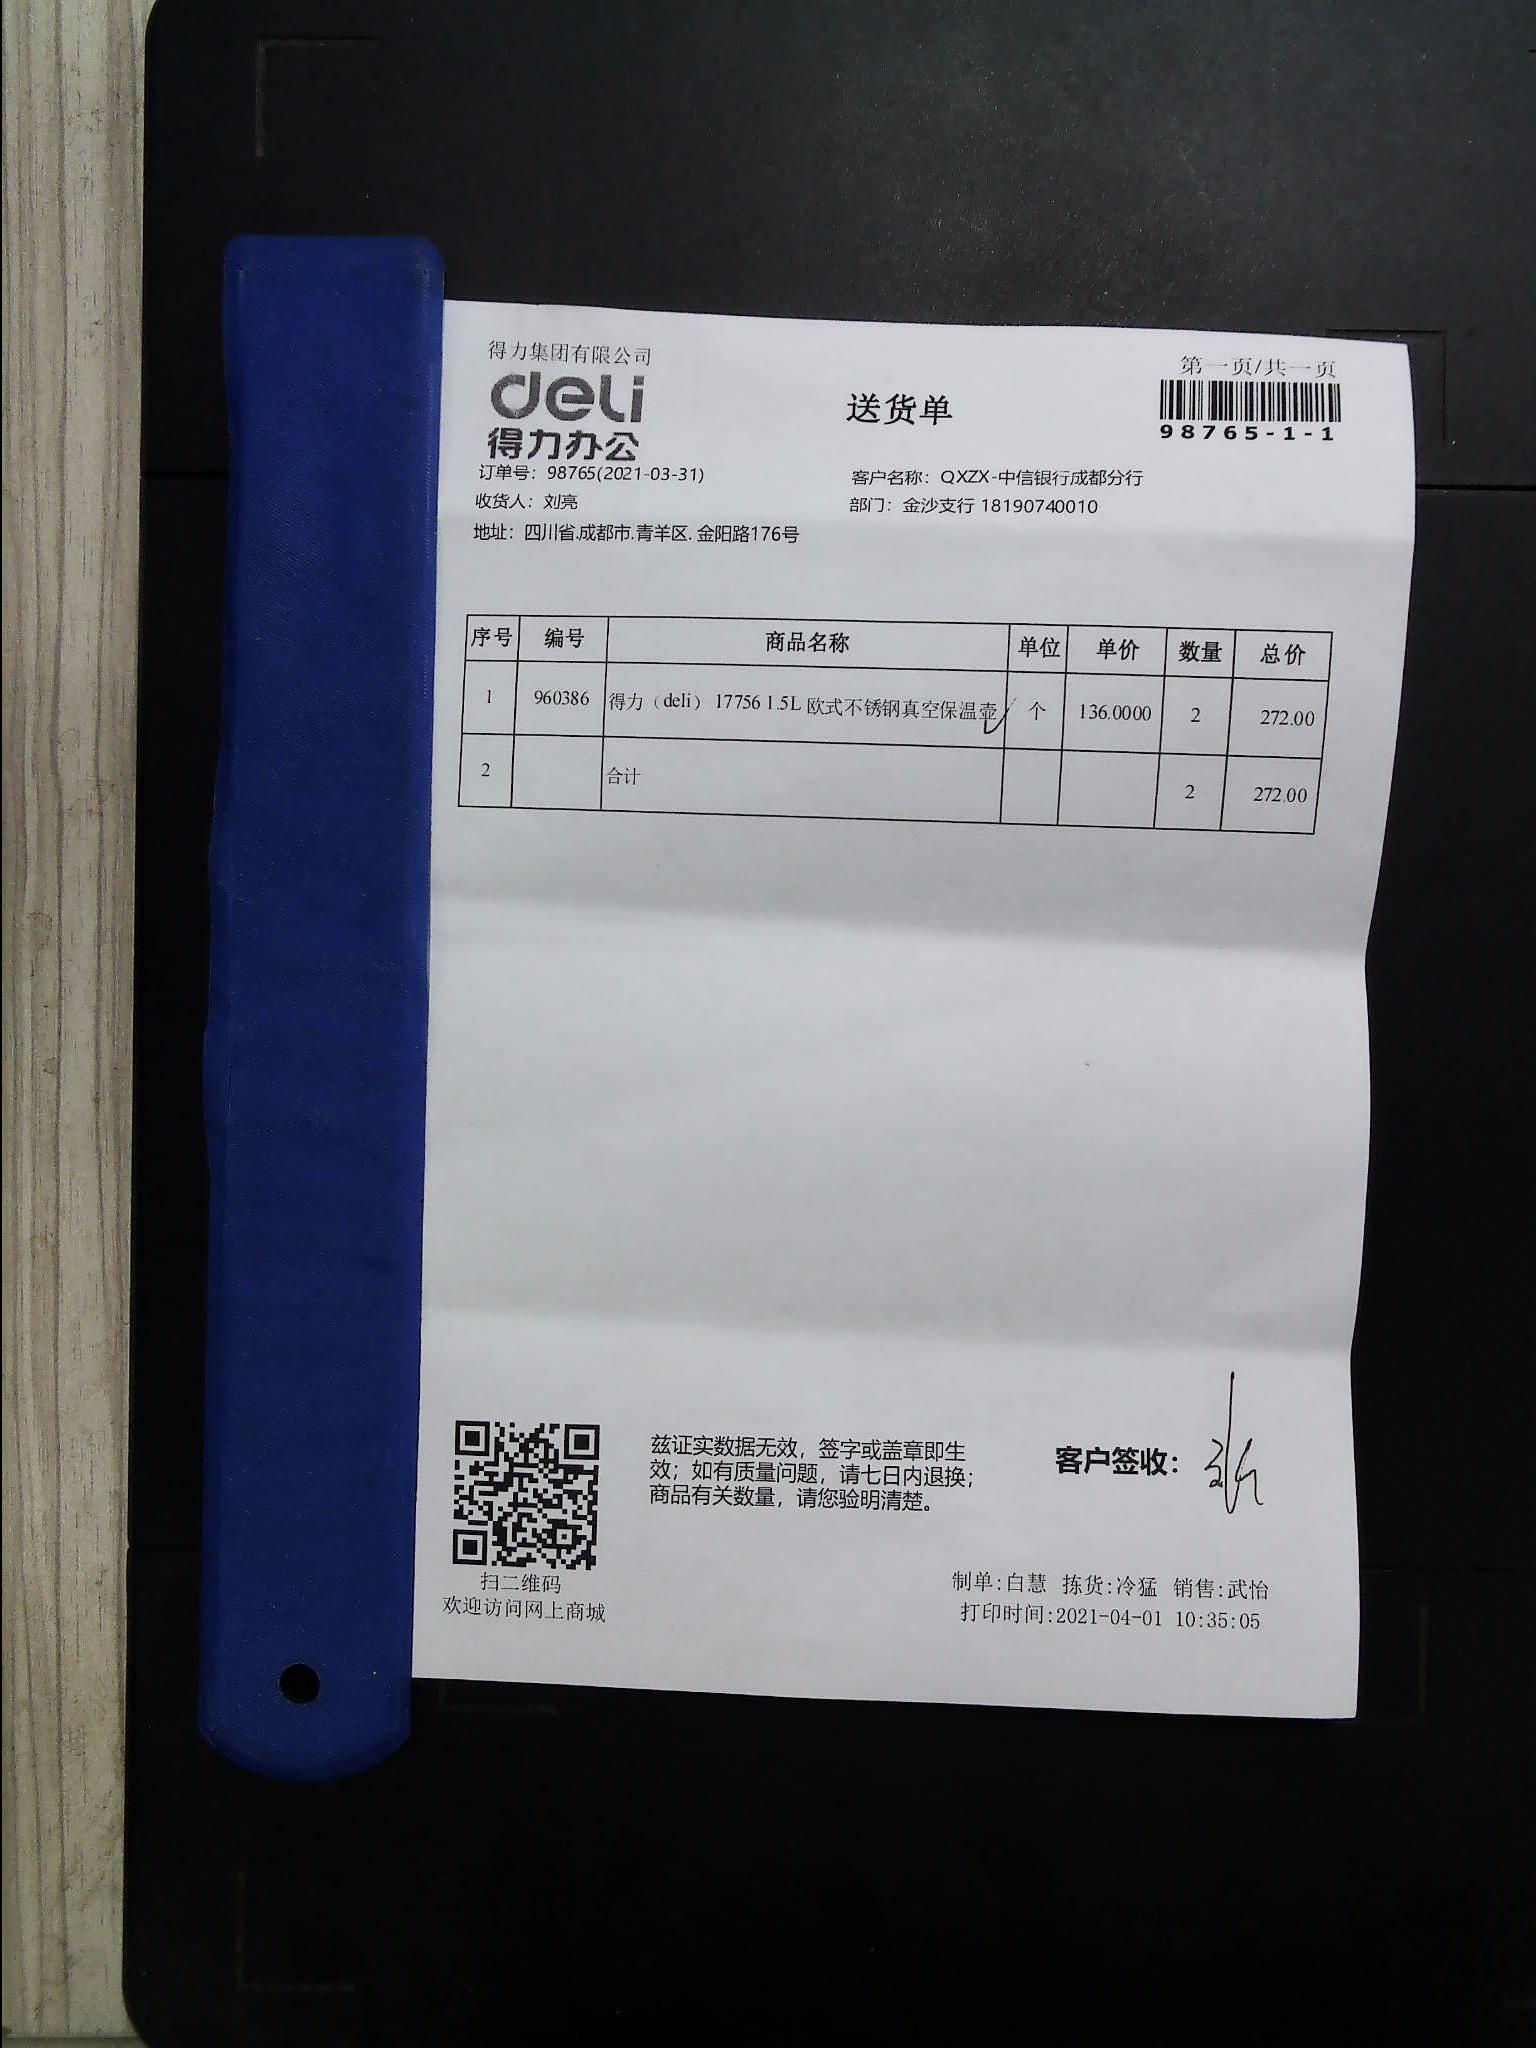 得力集团有限公司
第一页/共一页
deli
得力办公
送货单
98765-1-1
订单号：98765(2021-03-31)
客户名称：QXZX-中信银行成都分行
收货人：刘亮
部门：金沙支行 18190740010
地址：四川省.成都市.青羊区. 金阳路176号
序号 编号 商品名称 单位 单价 数量 总价
1 960386 得力（deli） 17756 1.5L 欧式不锈钢真空保温壶 个 136.0000 2 272.00
2 合计 2 272.00
兹证实数据无效，签字或盖章即生
效；如有质量问题，请七日内退换；
商品有关数量，请您验明清楚。
客户签收：
扫二维码
欢迎访问网上商城
制单:白慧 拣货:冷猛 销售:武怡
打印时间:2021-04-01 10:35:05